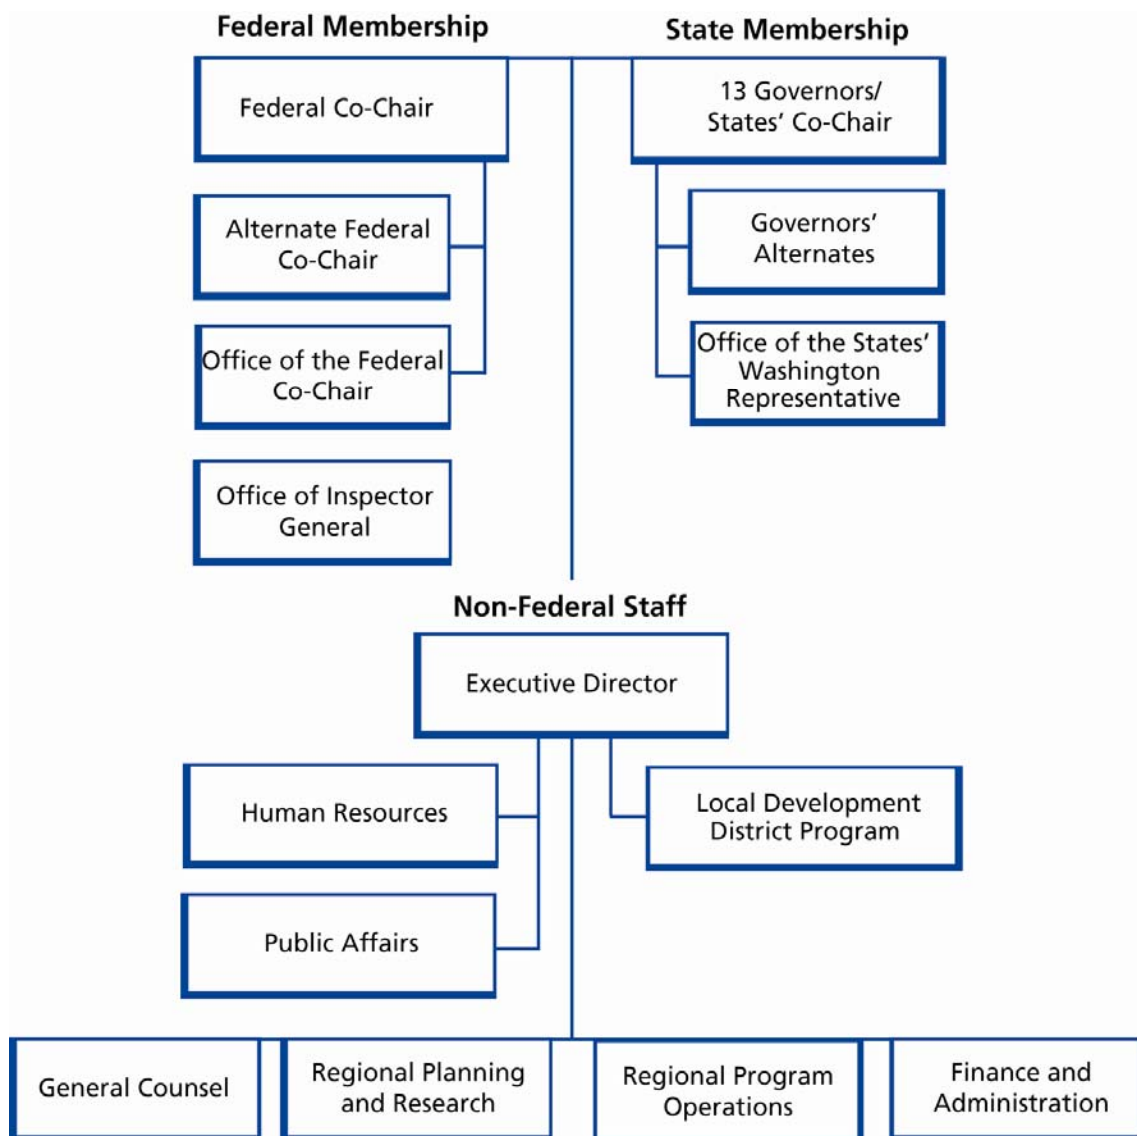 Federal Membership
State Membership
Federal Co-Chair
13 Governors/
States’ Co-Chair
Alternate Federal
Co-Chair
Governors’
Alternates
Office of the Federal
Co-Chair
Office of the States’
Washington
Representative
Office of Inspector
General
Non-Federal Staff
Executive Director
Human Resources
Local Development
District Program
Public Affairs
General Counsel
Regional Planning
and Research
Regional Program
Operations
Finance and
Administration